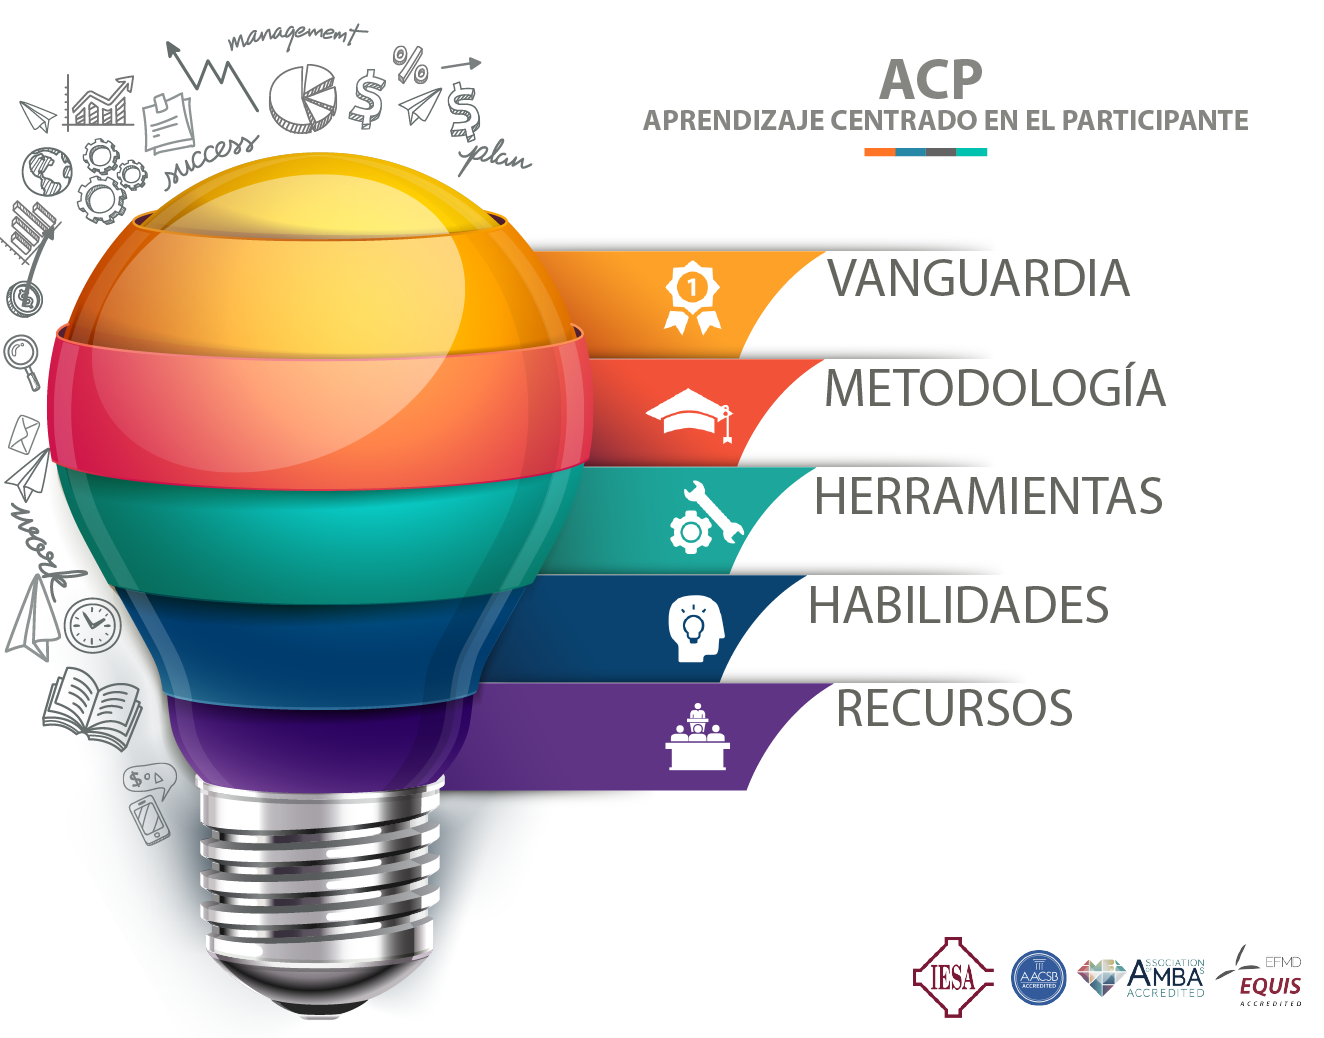 management
%
$
$
success
plan
ACP
APRENDIZAJE CENTRADO EN EL PARTICIPANTE
1
VANGUARDIA
METODOLOGÍA
HERRAMIENTAS
work
HABILIDADES
RECURSOS
$
IESA
AACSB
ACCREDITED
ASSOCIATION
OF
AMBA'S
ACCREDITED
EFMD
EQUIS
ACCREDITED